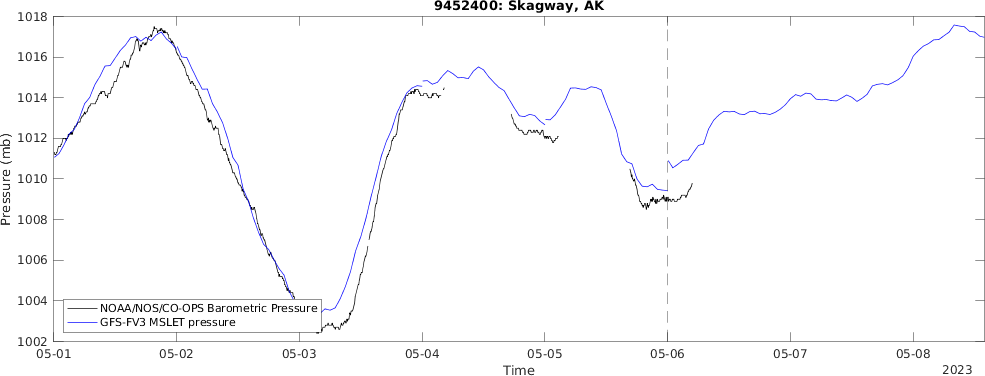 9452400: Skagway, AK
Pressure (mb)
1018
1016
1014
1012
1010
1008
1006
1004
1002
NOAA/NOS/CO-OPS Barometric Pressure
GFS-FV3 MSLET pressure
05-01 05-02 05-03 05-04 05-05 05-06 05-07 05-08
Time
2023